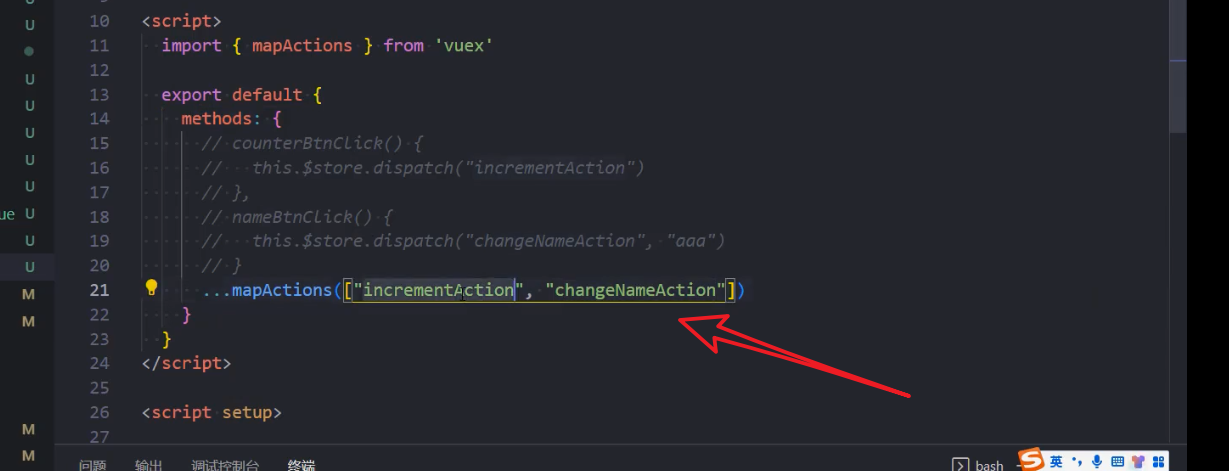 9
U
10 <script>
U
11 import { mapActions } from 'vuex'
12
U
13 export default {
U
14 methods: {
U
15 // counterBtnClick() {
U
16 // this.$store.dispatch("incrementAction")
17 // },
U
ue U
18 // nameBtnClick() {
U
19 // this.$store.dispatch("changeNameAction", "aaa")
U
20 // }
M
21 ...mapActions(["incrementAction", "changeNameAction"])
M
22 }
23 }
24 </script>
25
26 <script setup>
M
27
M
问题 输出 调试控制台 终端 bash
S 英